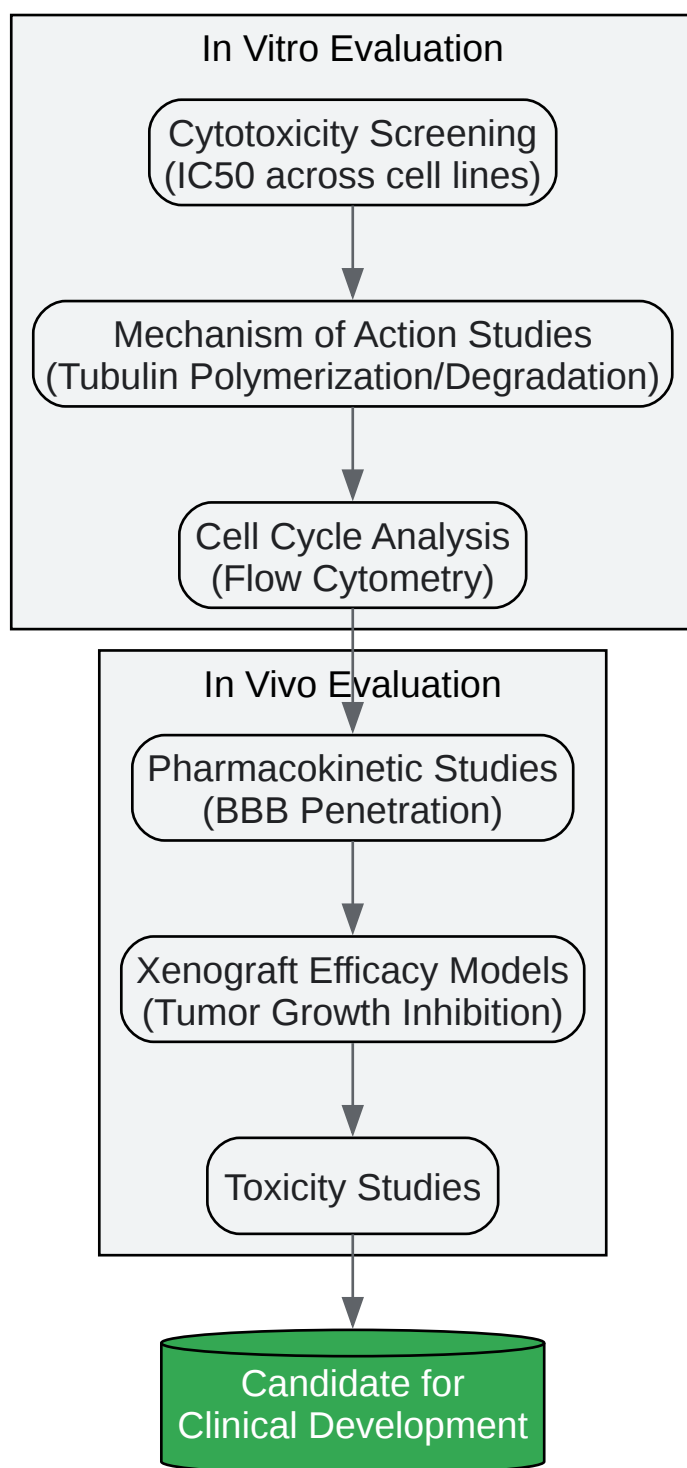 In Vitro Evaluation
Cytotoxicity Screening
(IC50 across cell lines)
Mechanism of Action Studies
(Tubulin Polymerization/Degradation)
Cell Cycle Analysis
(Flow Cytometry)
In Vivo Evaluation
Pharmacokinetic Studies
(BBB Penetration)
Xenograft Efficacy Models
(Tumor Growth Inhibition)
Toxicity Studies
Candidate for
Clinical Development